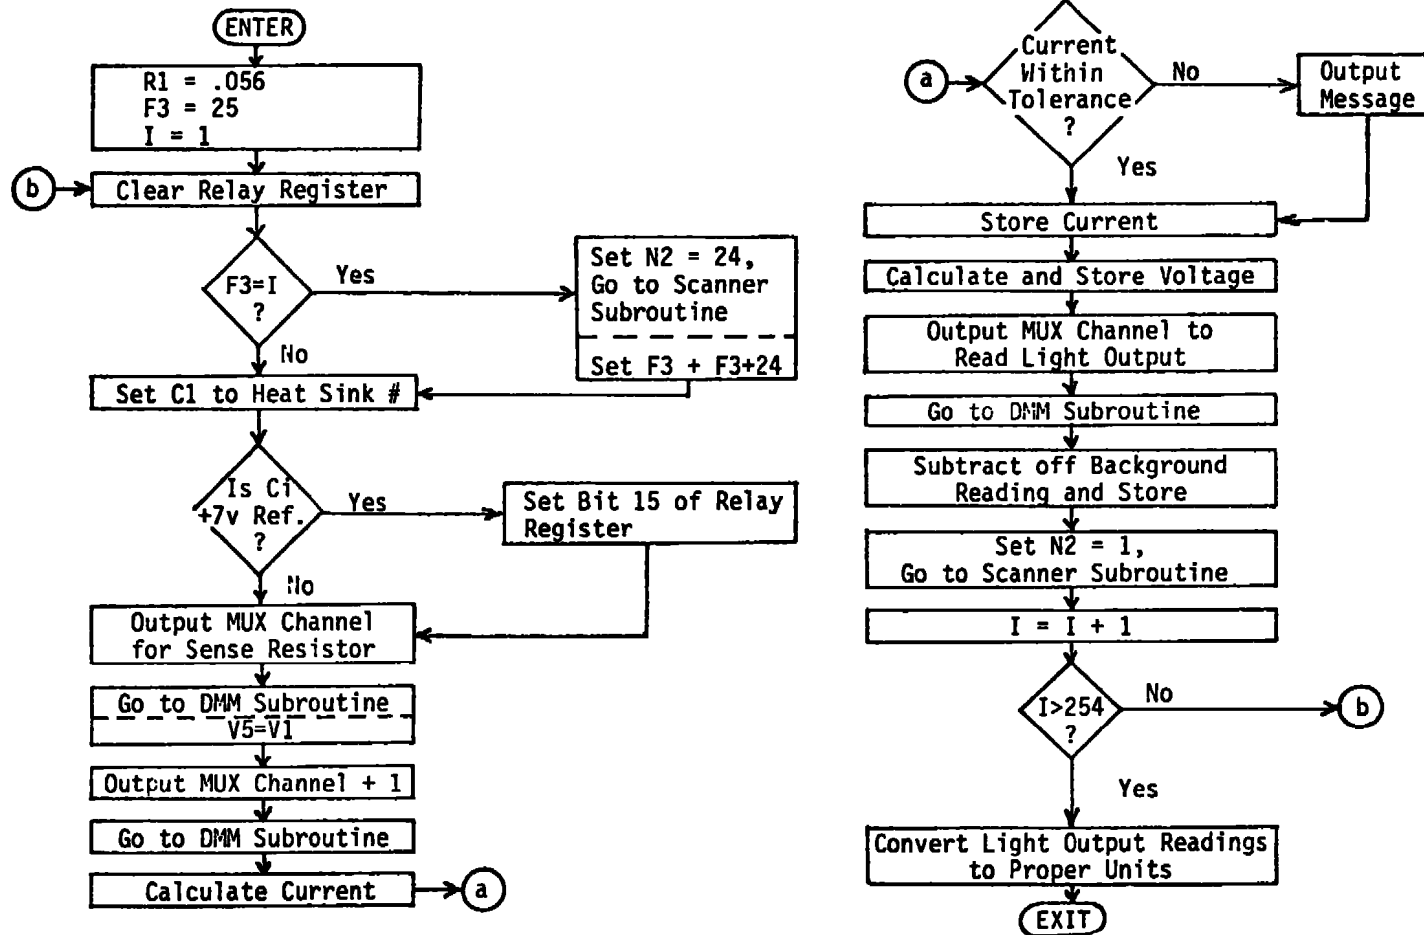 ENTER
R1 = .056
F3 = 25
I = 1
b
Clear Relay Register
F3=I
?
Yes
No
Set N2 = 24,
Go to Scanner
Subroutine
Set F3 + F3+24
Set C1 to Heat Sink #
Is Ci
+7v Ref.
?
Yes
No
Set Bit 15 of Relay
Register
Output MUX Channel
for Sense Resistor
Go to DMM Subroutine
V5=V1
Output MUX Channel + 1
Go to DMM Subroutine
Calculate Current
a
a
Current
Within
Tolerance
?
No
Output
Message
Yes
Store Current
Calculate and Store Voltage
Output MUX Channel to
Read Light Output
Go to DMM Subroutine
Subtract off Background
Reading and Store
Set N2 = 1,
Go to Scanner Subroutine
I = I + 1
I>254
?
No
b
Yes
Convert Light Output Readings
to Proper Units
EXIT